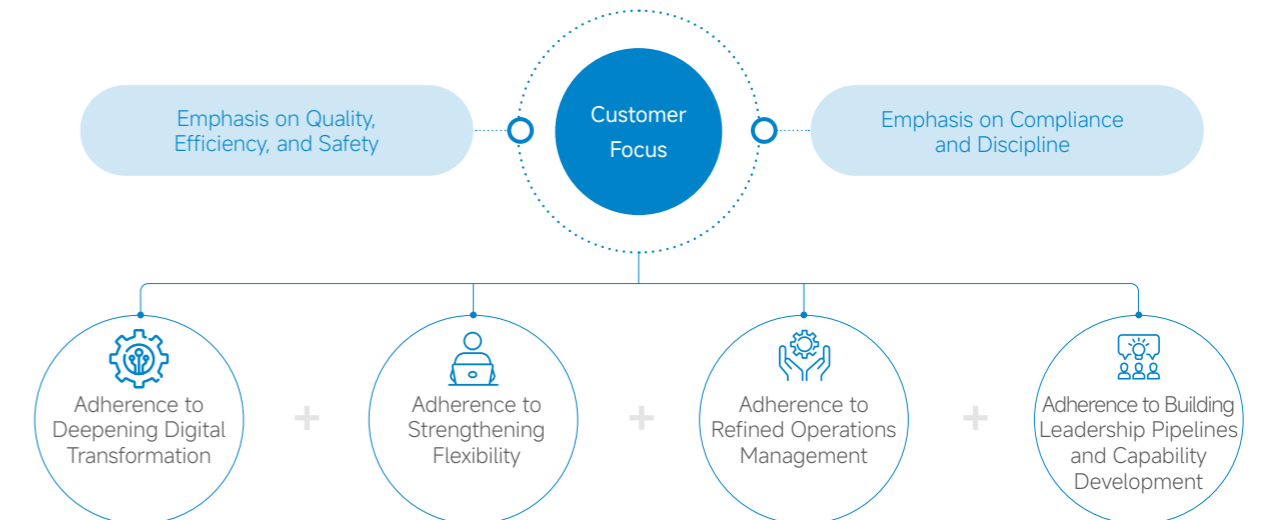 Emphasis on Quality,
Efficiency, and Safety
Customer
Focus
Emphasis on Compliance
and Discipline
Adherence to
Deepening Digital
Transformation
+
Adherence to
Strengthening
Flexibility
+
Adherence to
Refined Operations
Management
+
Adherence to Building
Leadership Pipelines
and Capability
Development